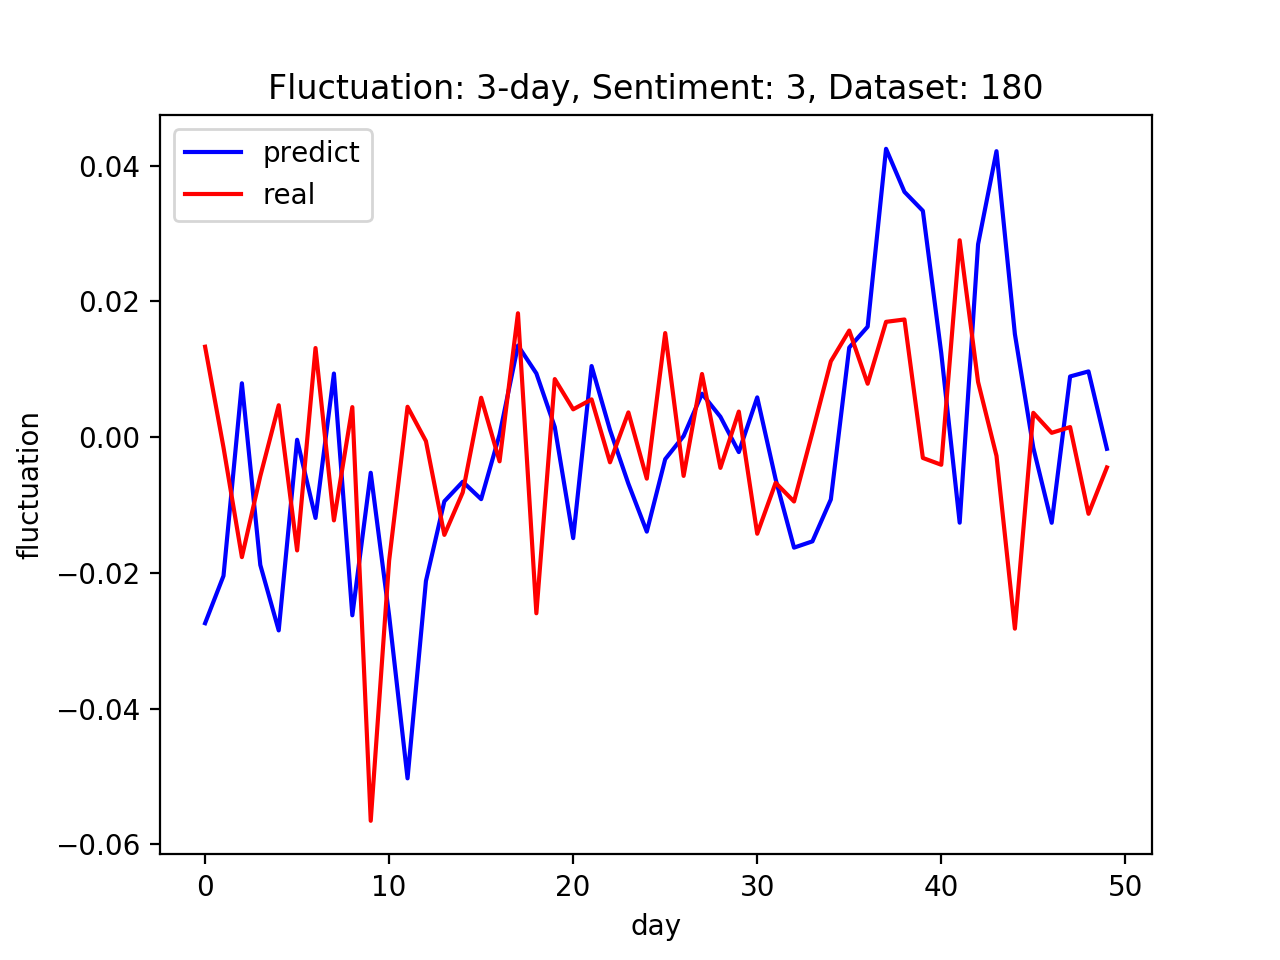 Fluctuation: 3-day, Sentiment: 3, Dataset: 180
predict
real
0.04
0.02
0.00
−0.02
−0.04
−0.06
fluctuation
0 10 20 30 40 50
day